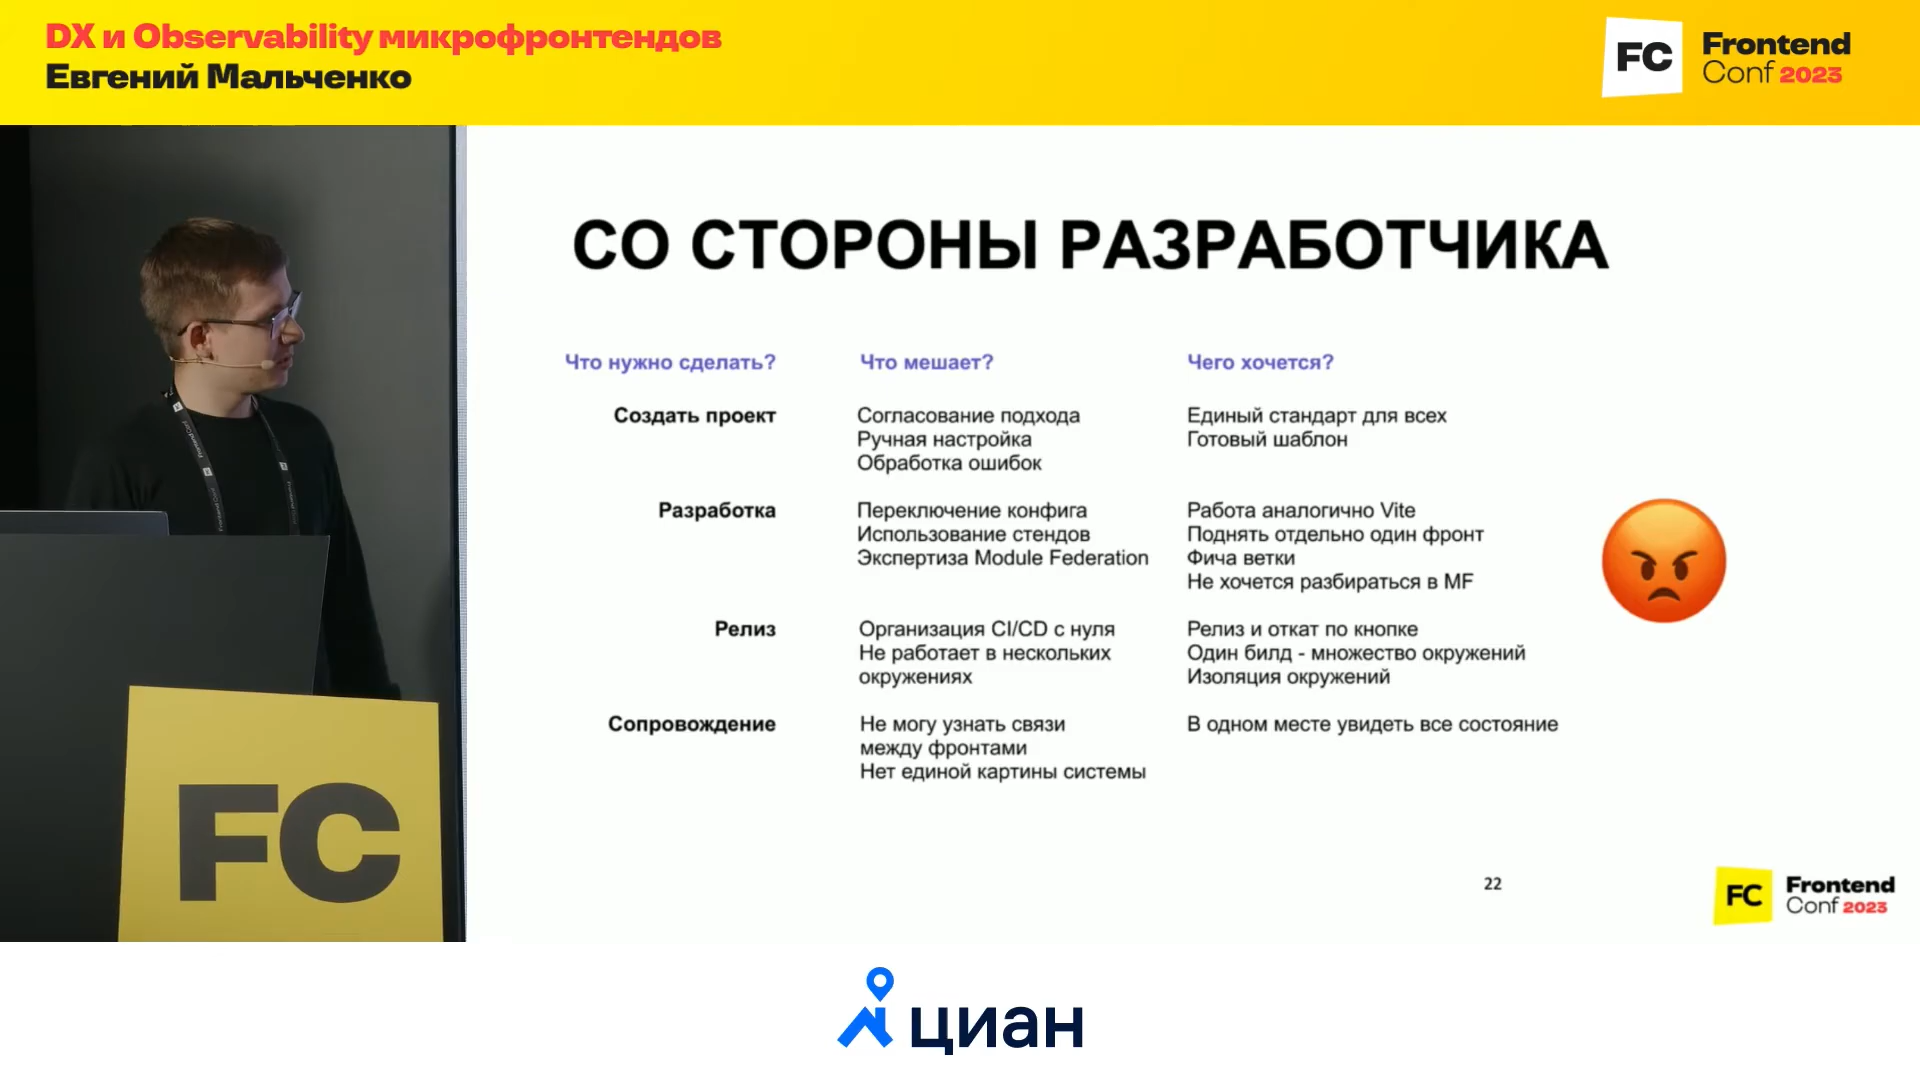 DX и Observability микрофронтендов
Евгений Мальченко
FC
Frontend
Conf 2023
СО СТОРОНЫ РАЗРАБОТЧИКА
Что нужно сделать?
Что мешает?
Чего хочется?
Создать проект
Согласование подхода
Ручная настройка
Обработка ошибок
Единый стандарт для всех
Готовый шаблон
Разработка
Переключение конфига
Использование стендов
Экспертиза Module Federation
Работа аналогично Vite
Поднять отдельно один фронт
Фича ветки
Не хочется разбираться в MF
Релиз
Организация CI/CD с нуля
Не работает в нескольких
окружениях
Релиз и откат по кнопке
Один билд - множество окружений
Изоляция окружений
Сопровождение
Не могу узнать связи
между фронтами
Нет единой картины системы
В одном месте увидеть все состояние
22
FC
Frontend
Conf 2023
FC
циан